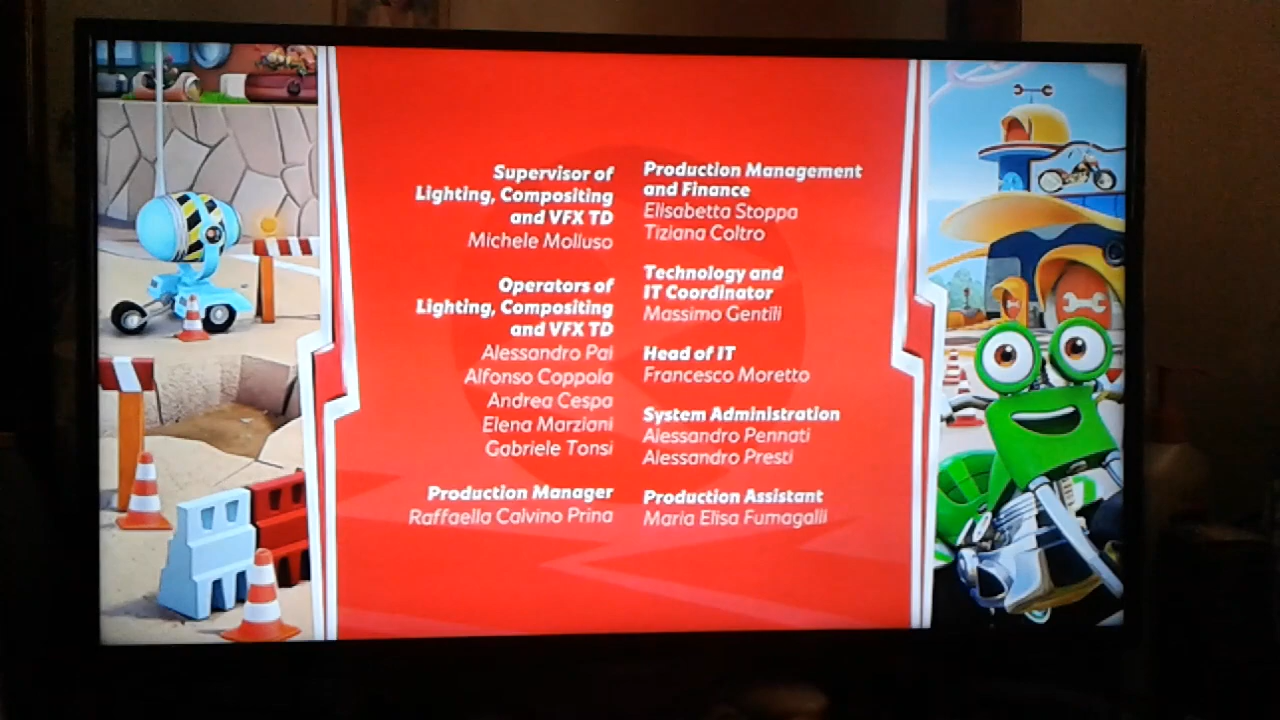 Supervisor of
Lighting, Compositing
and VFX TD
Michele Molluso
Operators of
Lighting, Compositing
and VFX TD
Alessandro Pai
Alfonso Coppola
Andrea Cespa
Elena Marziani
Gabriele Tonsi
Production Manager
Raffaella Calvino Prina
Production Management
and Finance
Elisabetta Stoppa
Tiziana Coltro
Technology and
IT Coordinator
Massimo Gentili
Head of IT
Francesco Moretto
System Administration
Alessandro Pennati
Alessandro Presti
Production Assistant
Maria Elisa Fumagalli